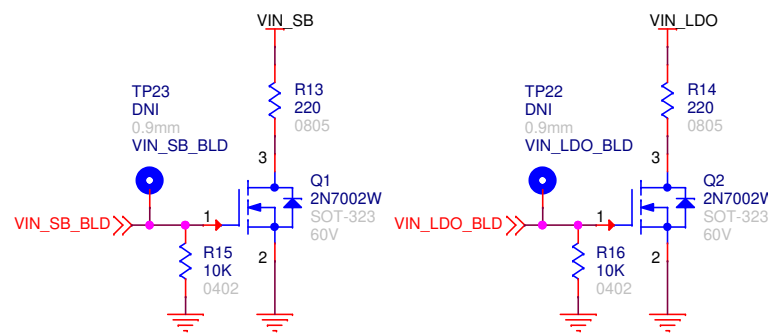 VIN_SB
R13
220
0805
TP23
DNI
0.9mm
VIN_SB_BLD
3
Q1
2N7002W
SOT-323
60V
VIN_SB_BLD
1
2
R15
10K
0402
VIN_LDO
R14
220
0805
TP22
DNI
0.9mm
VIN_LDO_BLD
3
Q2
2N7002W
SOT-323
60V
VIN_LDO_BLD
1
2
R16
10K
0402